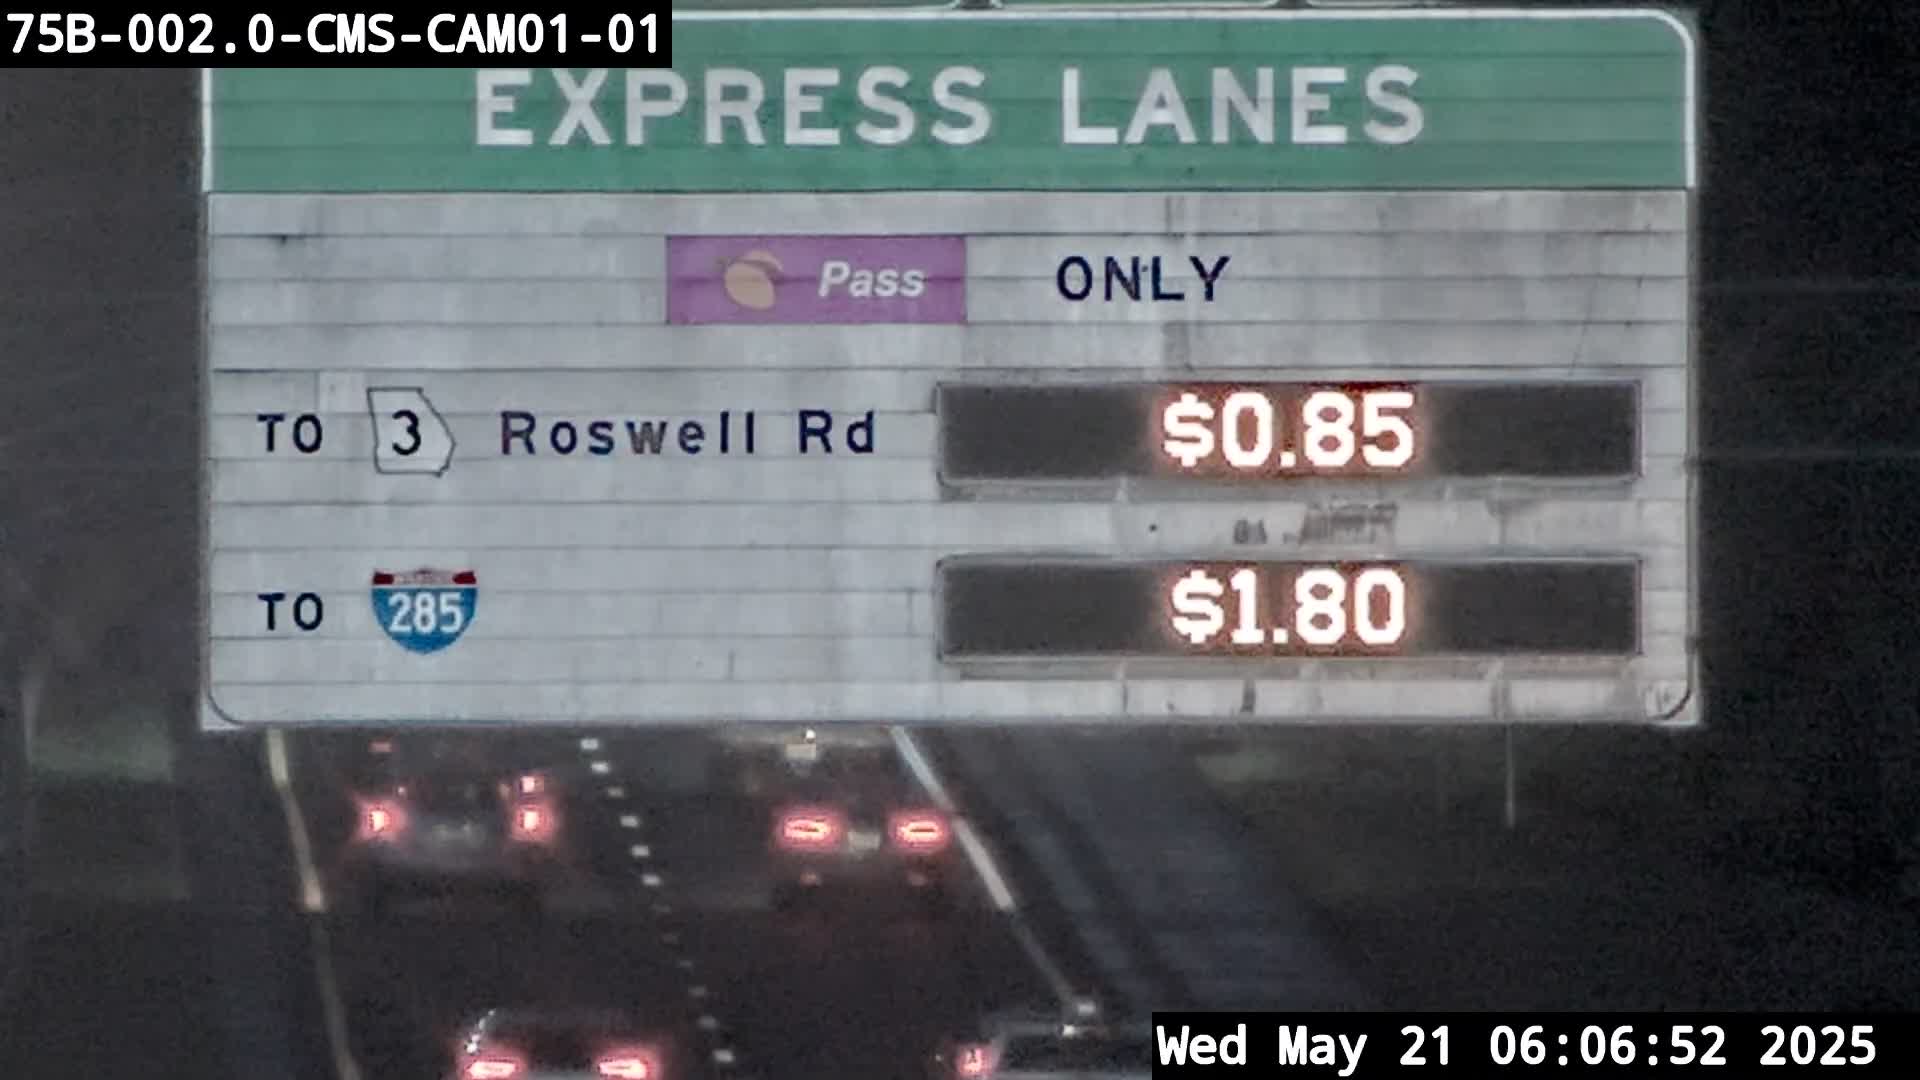 75B-002.0-CMS-CAM01-01
EXPRESS LANES
Pass ONLY
TO 3 Roswell Rd $0.85
TO 285 $1.80
Wed May 21 06:06:52 2025